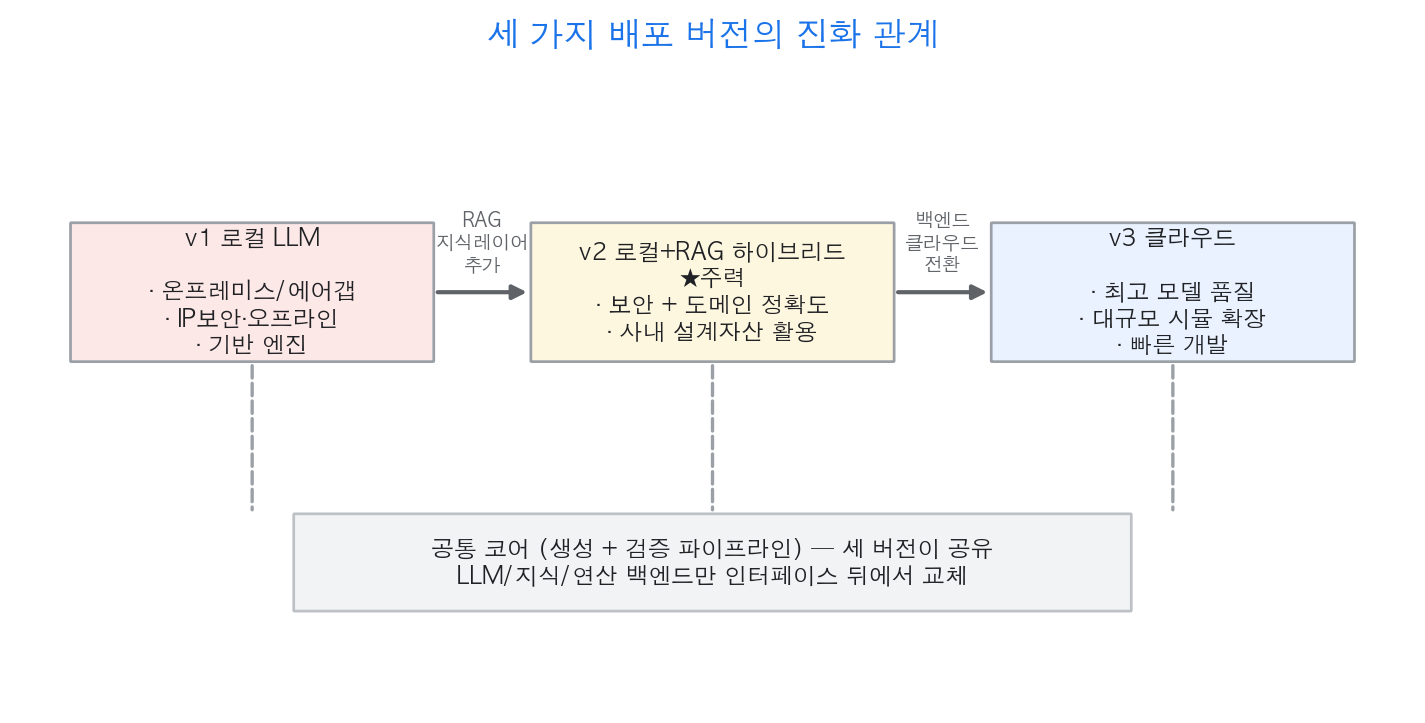 세 가지 배포 버전의 진화 관계
v1 로컬 LLM
· 온프레미스/에어갭
· IP보안·오프라인
· 기반 엔진
RAG
지식레이어
추가
v2 로컬+RAG 하이브리드
★주력
· 보안 + 도메인 정확도
· 사내 설계자산 활용
백엔드
클라우드
전환
v3 클라우드
· 최고 모델 품질
· 대규모 시뮬 확장
· 빠른 개발
공통 코어 (생성 + 검증 파이프라인) — 세 버전이 공유
LLM/지식/연산 백엔드만 인터페이스 뒤에서 교체